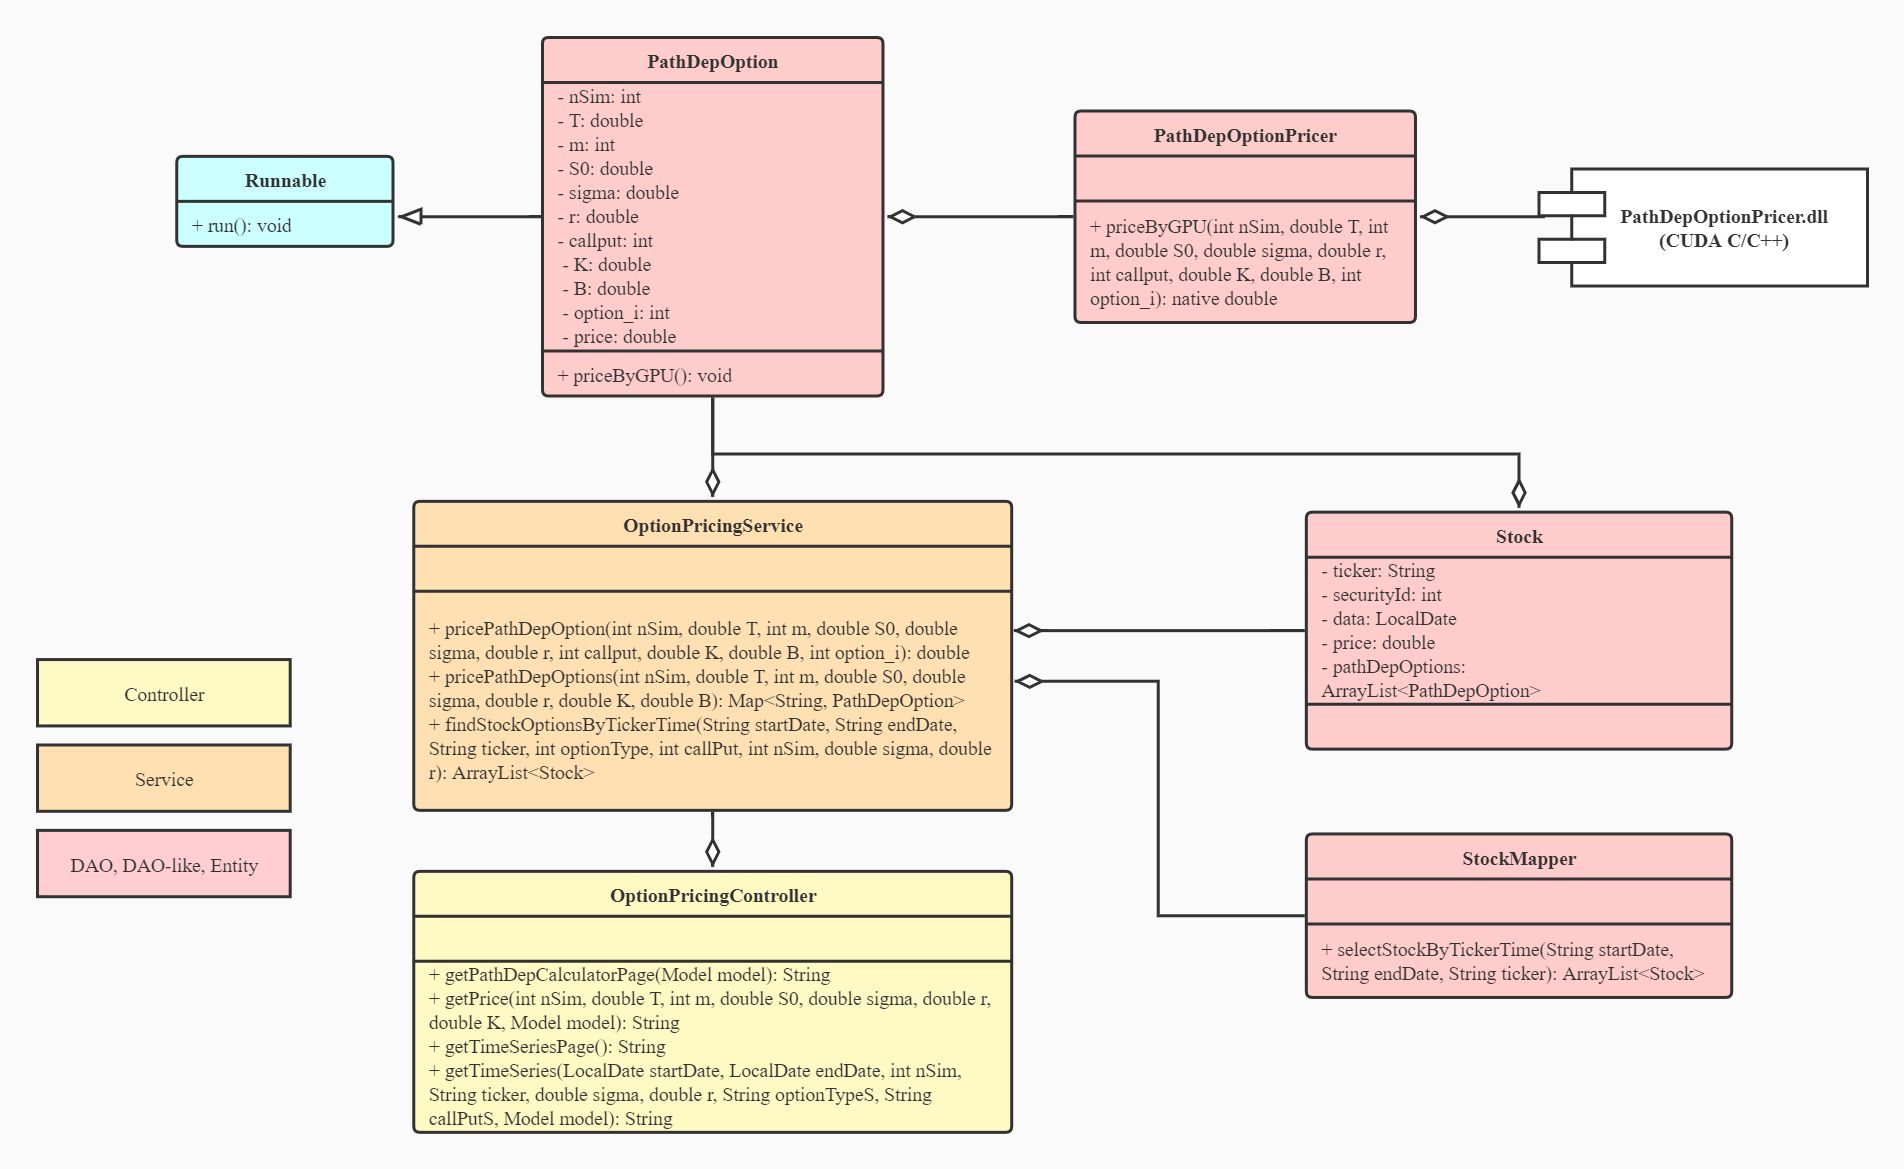 PathDepOption
- nSim: int
- T: double
- m: int
- S0: double
- sigma: double
- r: double
- callput: int
- K: double
- B: double
- option_i: int
- price: double
+ priceByGPU(): void
Runnable
+ run(): void
PathDepOptionPricer
+ priceByGPU(int nSim, double T, int
m, double S0, double sigma, double r,
int callput, double K, double B, int
option_i): native double
PathDepOptionPricer.dll
(CUDA C/C++)
OptionPricingService
+ pricePathDepOption(int nSim, double T, int m, double S0, double
sigma, double r, int callput, double K, double B, int option_i): double
+ pricePathDepOptions(int nSim, double T, int m, double S0, double
sigma, double r, double K, double B): Map<String, PathDepOption>
+ findStockOptionsByTickerTime(String startDate, String endDate,
String ticker, int optionType, int callPut, int nSim, double sigma, double
r): ArrayList<Stock>
Stock
- ticker: String
- securityId: int
- data: LocalDate
- price: double
- pathDepOptions:
ArrayList<PathDepOption>
Controller
Service
DAO, DAO-like, Entity
StockMapper
+ selectStockByTickerTime(String startDate,
String endDate, String ticker): ArrayList<Stock>
OptionPricingController
+ getPathDepCalculatorPage(Model model): String
+ getPrice(int nSim, double T, int m, double S0, double sigma, double r,
double K, Model model): String
+ getTimeSeriesPage(): String
+ getTimeSeries(LocalDate startDate, LocalDate endDate, int nSim,
String ticker, double sigma, double r, String optionTypeS, String
callPutS, Model model): String